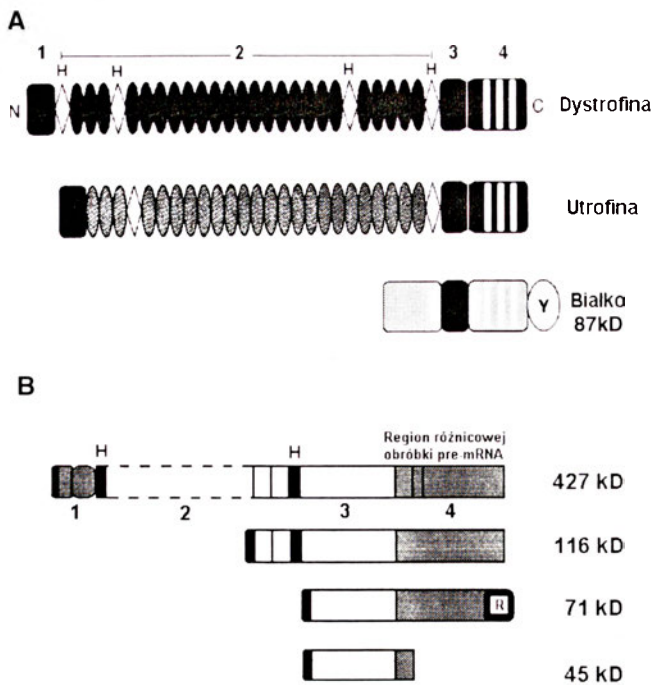 A
1 2 3 4
H H H H
N C Dystrofina
Utrofina
Y Białko
87kD
B
H H Region różnicowej
obróbki pre-mRNA
427 kD
1 2 3 4
116 kD
R 71 kD
45 kD